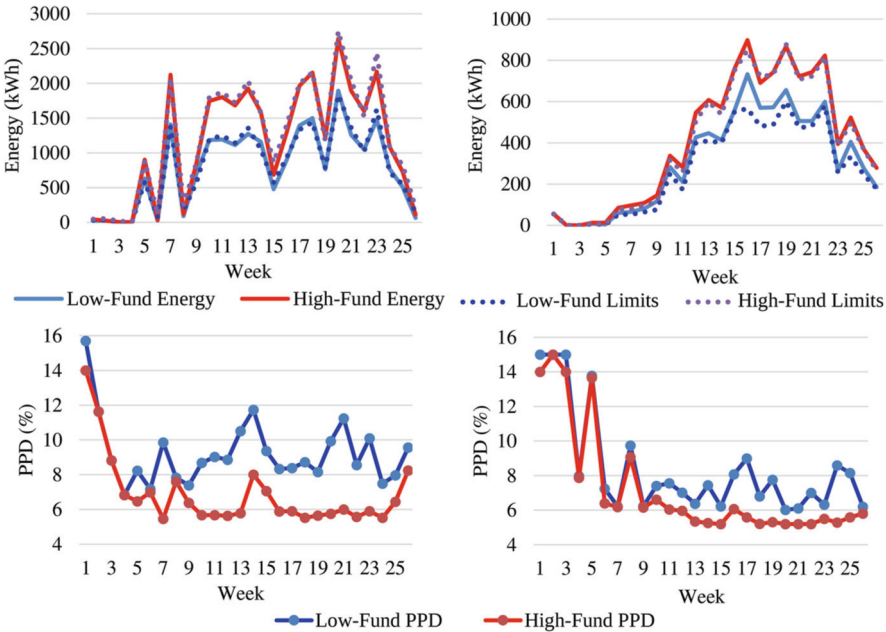 3000
2500
2000
1500
1000
500
0
Energy (kWh)
1 3 5 7 9 11 13 15 17 19 21 23 25
Week
1000
800
600
400
200
0
Energy (kWh)
1 3 5 7 9 11 13 15 17 19 21 23 25
Week
Low-Fund Energy High-Fund Energy Low-Fund Limits High-Fund Limits
16
14
12
10
8
6
4
PPD (%)
1 3 5 7 9 11 13 15 17 19 21 23 25
Week
16
14
12
10
8
6
4
PPD (%)
1 3 5 7 9 11 13 15 17 19 21 23 25
Week
Low-Fund PPD High-Fund PPD